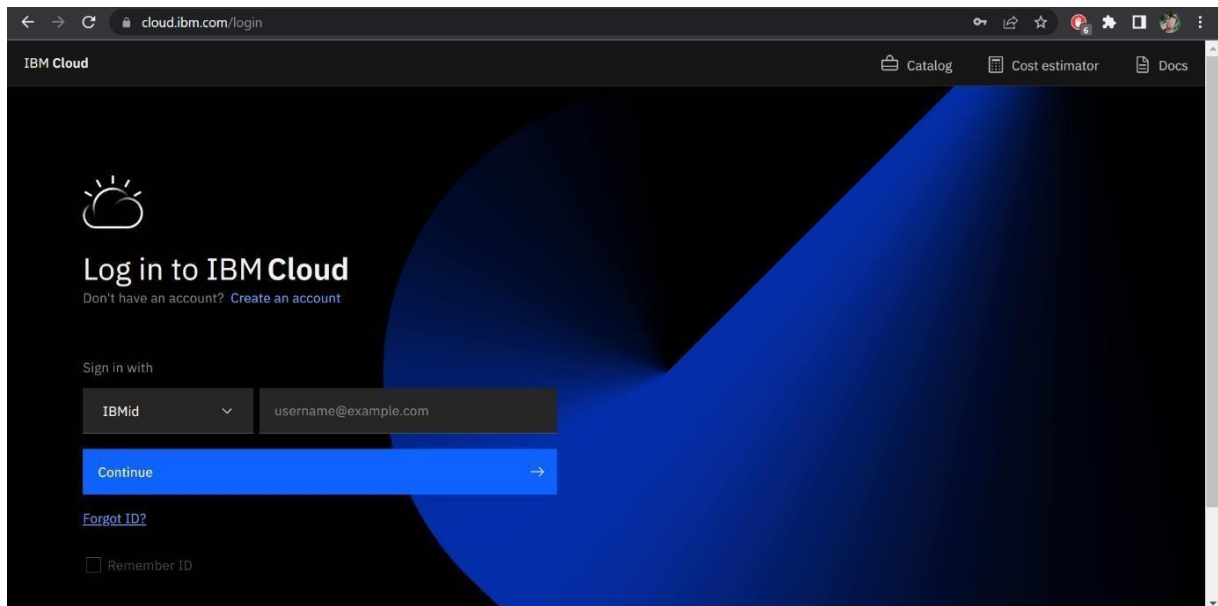 cloud.ibm.com/login
6
IBM Cloud
Catalog
Cost estimator
Docs
Log in to IBM Cloud
Don't have an account? Create an account
Sign in with
IBMid
username@example.com
Continue
Forgot ID?
Remember ID